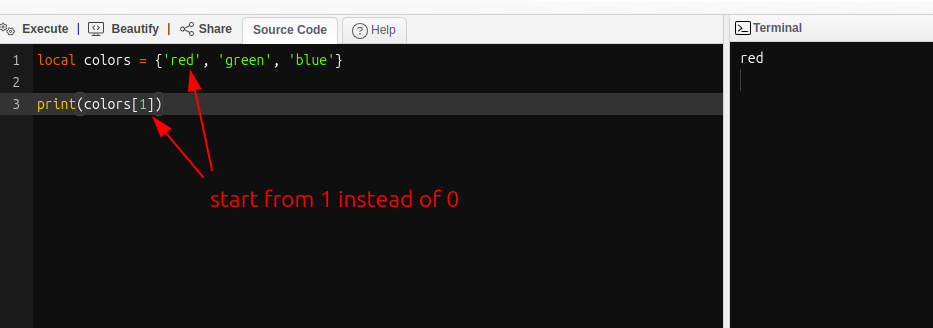 Execute | Beautify | Share Source Code Help
1 local colors = {'red', 'green', 'blue'}
2
3 print(colors[1])
start from 1 instead of 0
Terminal
red